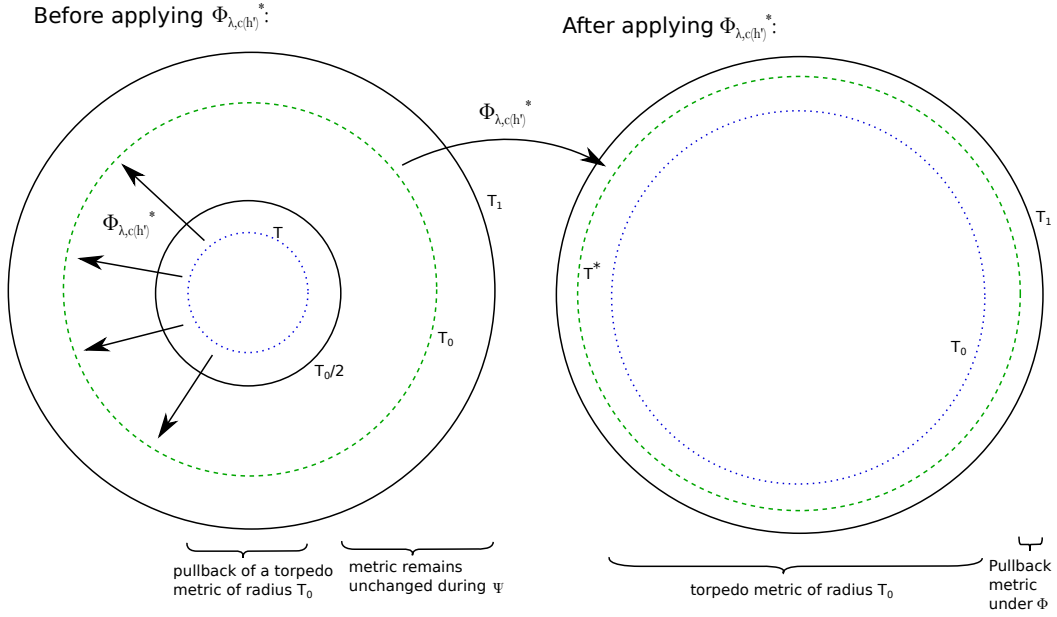 Before applying Φλ,c(h')*:
After applying Φλ,c(h')*:
Φλ,c(h')*
T1
T1
Φλ,c(h')*
T
T*
T0
T0
T0/2
pullback of a torpedo
metric of radius T0
metric remains
unchanged during Ψ
torpedo metric of radius T0
Pullback
metric
under Φ